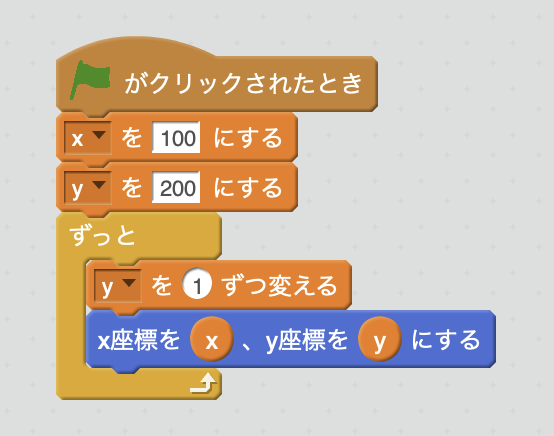 がクリックされたとき
x を 100 にする
y を 200 にする
ずっと
y を 1 ずつ変える
x座標を x 、y座標を y にする